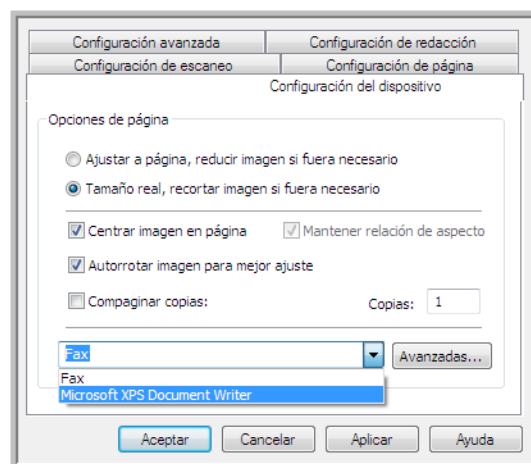 Configuración avanzada Configuración de redacción
Configuración de escaneo Configuración de página
Configuración del dispositivo
Opciones de página
Ajustar a página, reducir imagen si fuera necesario
Tamaño real, recortar imagen si fuera necesario
Centrar imagen en página Mantener relación de aspecto
Autorrotar imagen para mejor ajuste
Compaginar copias: Copias: 1
Fax Avanzadas...
Fax
Microsoft XPS Document Writer
Aceptar Cancelar Aplicar Ayuda